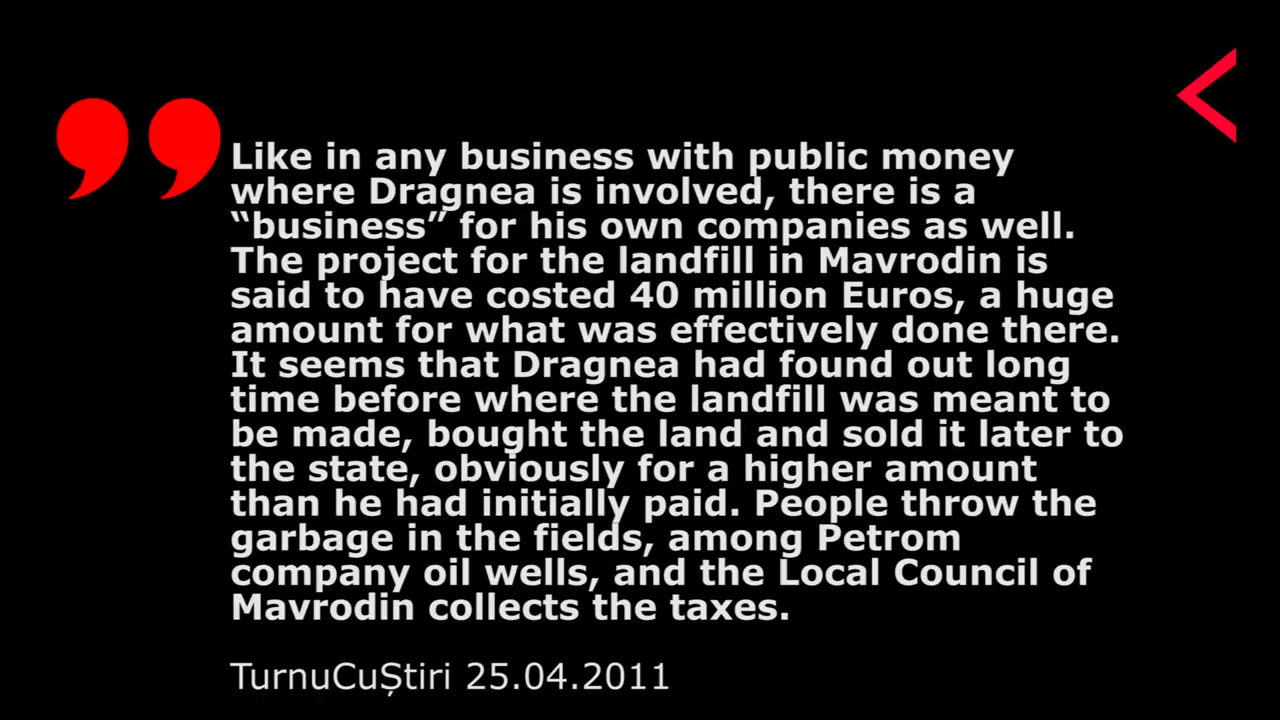 Like in any business with public money
where Dragnea is involved, there is a
“business” for his own companies as well.
The project for the landfill in Mavrodin is
said to have costed 40 million Euros, a huge
amount for what was effectively done there.
It seems that Dragnea had found out long
time before where the landfill was meant to
be made, bought the land and sold it later to
the state, obviously for a higher amount
than he had initially paid. People throw the
garbage in the fields, among Petrom
company oil wells, and the Local Council of
Mavrodin collects the taxes.
TurnuCuȘtiri 25.04.2011